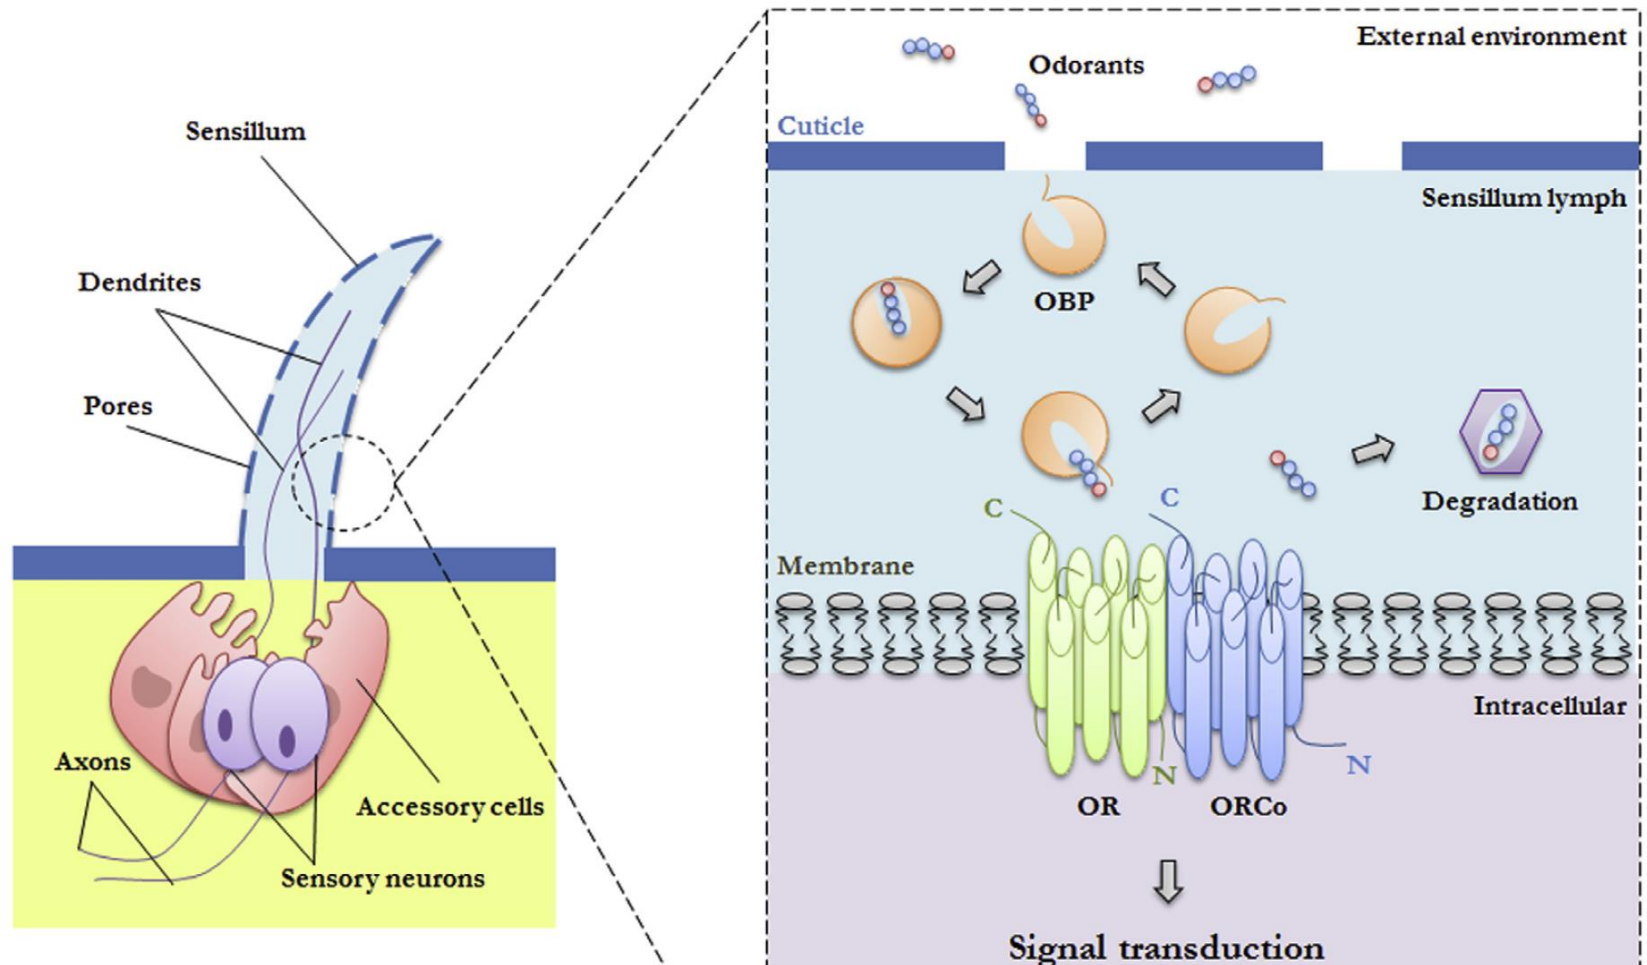 Sensillum
Dendrites
Pores
Axons
Accessory cells
Sensory neurons
External environment
Odorants
Cuticle
Sensillum lymph
OBP
Degradation
C
C
Membrane
Intracellular
N
N
OR
ORCo
Signal transduction